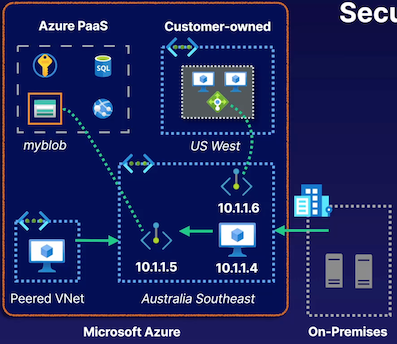 Secu
Azure PaaS
Customer-owned
SQL
myblob
US West
10.1.1.6
10.1.1.5
10.1.1.4
Peered VNet
Australia Southeast
Microsoft Azure
On-Premises